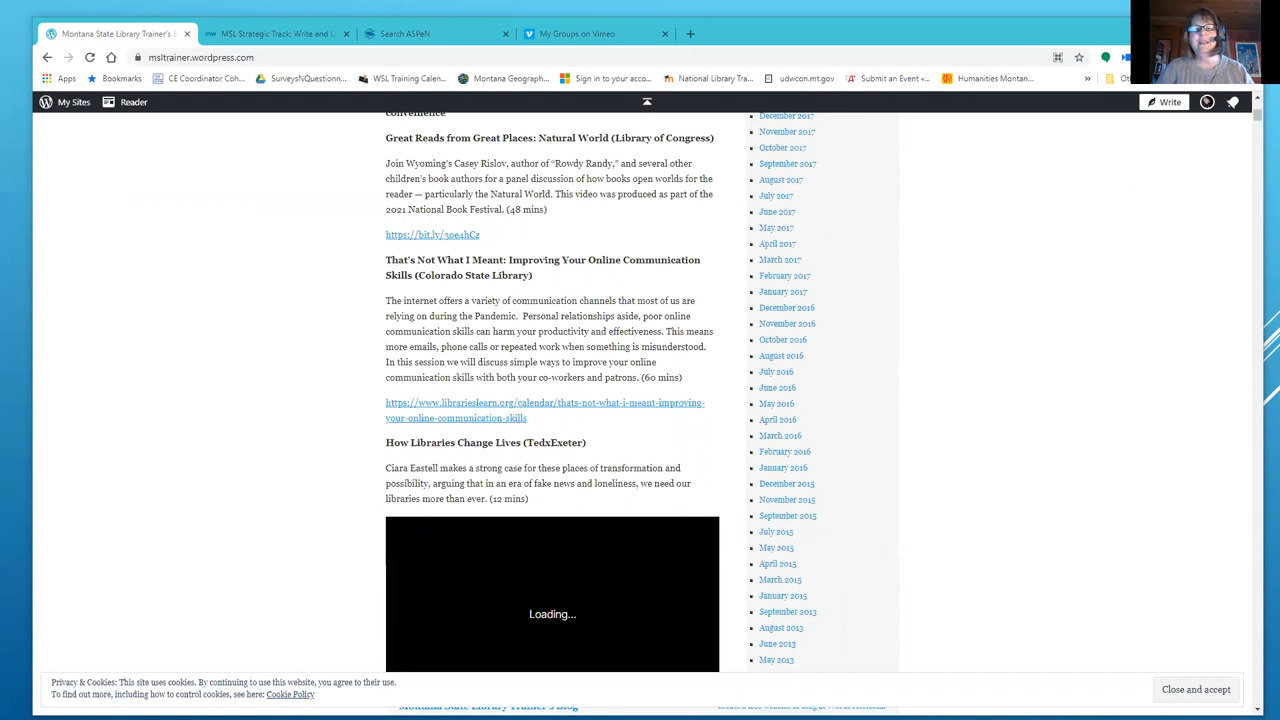 Montana State Library Trainer's B
MSL Strategic Track: Write and U
Search ASPeN
My Groups on Vimeo
msltrainer.wordpress.com
Apps
Bookmarks
CE Coordinator Coh...
SurveysNQuestionn...
WSL Training Calen...
Montana Geograph...
Sign in to your acco...
National Library Tra...
udwcon.mt.gov
Submit an Event «...
Humanities Montan...
»
My Sites
Reader
Write
convenience
Great Reads from Great Places: Natural World (Library of Congress)
Join Wyoming's Casey Rislov, author of “Rowdy Randy,” and several other
children's book authors for a panel discussion of how books open worlds for the
reader — particularly the Natural World. This video was produced as part of the
2021 National Book Festival. (48 mins)
https://bit.ly/3oe4hCz
That's Not What I Meant: Improving Your Online Communication
Skills (Colorado State Library)
The internet offers a variety of communication channels that most of us are
relying on during the Pandemic. Personal relationships aside, poor online
communication skills can harm your productivity and effectiveness. This means
more emails, phone calls or repeated work when something is misunderstood.
In this session we will discuss simple ways to improve your online
communication skills with both your co-workers and patrons. (60 mins)
https://www.librarieslearn.org/calendar/thats-not-what-i-meant-improving-
your-online-communication-skills
How Libraries Change Lives (TedxExeter)
Ciara Eastell makes a strong case for these places of transformation and
possibility, arguing that in an era of fake news and loneliness, we need our
libraries more than ever. (12 mins)
Loading...
December 2017
November 2017
October 2017
September 2017
August 2017
July 2017
June 2017
May 2017
April 2017
March 2017
February 2017
January 2017
December 2016
November 2016
October 2016
August 2016
July 2016
June 2016
May 2016
April 2016
March 2016
February 2016
January 2016
December 2015
November 2015
September 2015
July 2015
May 2015
April 2015
March 2015
January 2015
September 2013
August 2013
June 2013
May 2013
Privacy & Cookies: This site uses cookies. By continuing to use this website, you agree to their use.
To find out more, including how to control cookies, see here: Cookie Policy
Close and accept
Montana State Library Trainer's Blog
Create a free website or blog at WordPress.com.